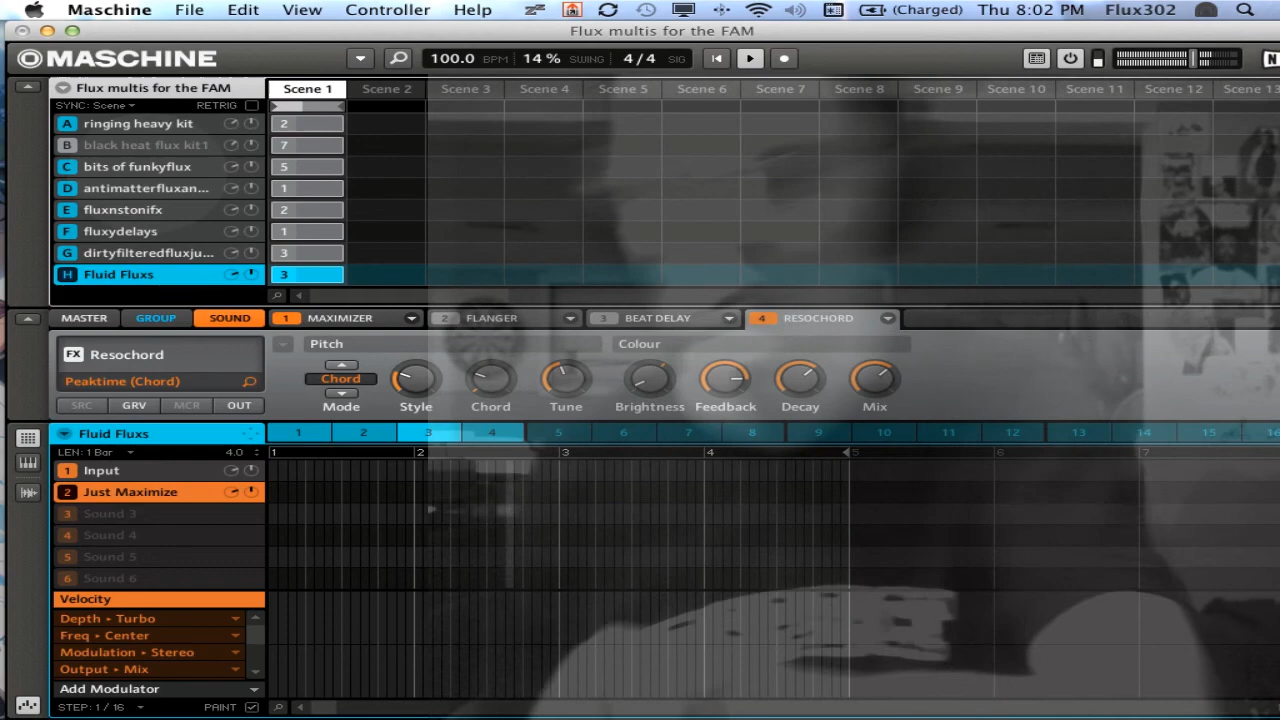 Maschine File Edit View Controller Help (Charged) Thu 8:02 PM Flux302
Flux multis for the FAM
MASCHINE 100.0 BPM 14 % SWING 4/4 SIG N
Flux multis for the FAM Scene 1 Scene 2 Scene 3 Scene 4 Scene 5 Scene 6 Scene 7 Scene 8 Scene 9 Scene 10 Scene 11 Scene 12 Scene 13
SYNC: Scene RETRIG
A ringing heavy kit 2
B black heat flux kit1 7
C bits of funkyflux 5
D antimatterfluxan... 1
E fluxnstonifx 2
F fluxydelays 1
G dirtyfilteredfluxju... 3
H Fluid Fluxs 3
MASTER GROUP SOUND 1 MAXIMIZER 2 FLANGER 3 BEAT DELAY 4 RESOCHORD
Pitch Colour
FX Resochord
Peaktime (Chord) Chord
SRC GRV MCR OUT Mode Style Chord Tune Brightness Feedback Decay Mix
Fluid Fluxs 1 2 3 4 5 6 7 8 9 10 11 12 13 14 15 16
LEN: 1 Bar 4.0 1 2 3 4 5 6 7
1 Input
2 Just Maximize
3 Sound 3
4 Sound 4
5 Sound 5
6 Sound 6
Velocity
Depth Turbo
Freq Center
Modulation Stereo
Output Mix
Add Modulator
STEP: 1 / 16 PAINT